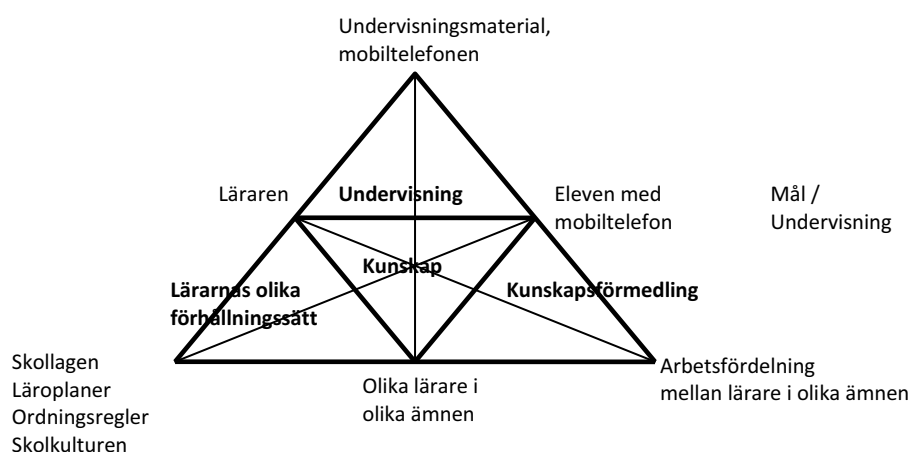 Undervisningsmaterial,
mobiltelefonen
Läraren
Undervisning
Eleven med
mobiltelefon
Mål /
Undervisning
Kunskap
Lärarnas olika
förhållningssätt
Kunskapsförmedling
Skollagen
Läroplaner
Ordningsregler
Skolkulturen
Olika lärare i
olika ämnen
Arbetsfördelning
mellan lärare i olika ämnen